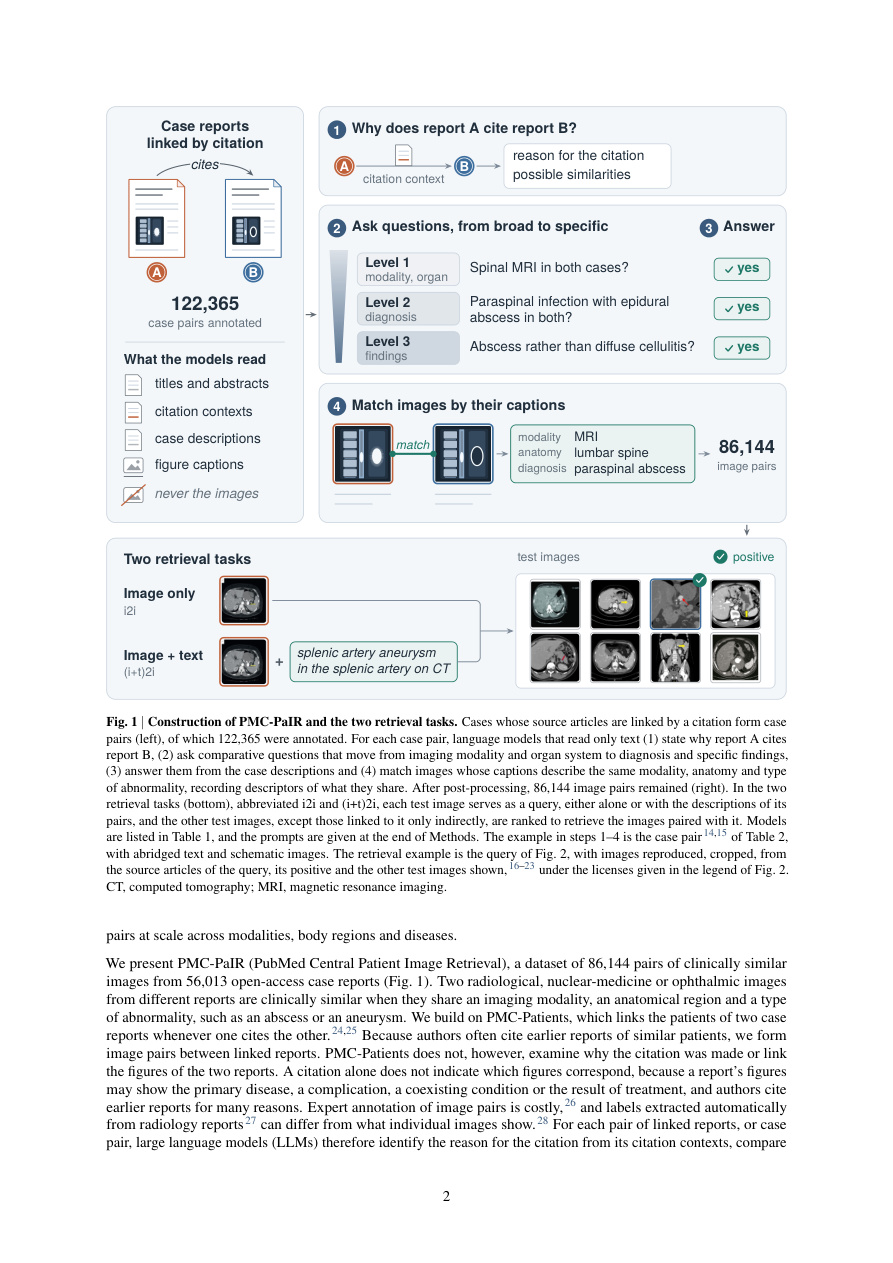 Case reports
linked by citation
cites
A
B
122,365
case pairs annotated
What the models read
titles and abstracts
citation contexts
case descriptions
figure captions
never the images
1 Why does report A cite report B?
A
citation context
B
reason for the citation
possible similarities
2 Ask questions, from broad to specific
3 Answer
Level 1
modality, organ
Spinal MRI in both cases?
yes
Level 2
diagnosis
Paraspinal infection with epidural
abscess in both?
yes
Level 3
findings
Abscess rather than diffuse cellulitis?
yes
4 Match images by their captions
match
modality MRI
anatomy lumbar spine
diagnosis paraspinal abscess
86,144
image pairs
Two retrieval tasks
test images
positive
Image only
i2i
Image + text
(i+t)2i
+
splenic artery aneurysm
in the splenic artery on CT
Fig. 1 | Construction of PMC-PaIR and the two retrieval tasks. Cases whose source articles are linked by a citation form case
pairs (left), of which 122,365 were annotated. For each case pair, language models that read only text (1) state why report A cites
report B, (2) ask comparative questions that move from imaging modality and organ system to diagnosis and specific findings,
(3) answer them from the case descriptions and (4) match images whose captions describe the same modality, anatomy and type
of abnormality, recording descriptors of what they share. After post-processing, 86,144 image pairs remained (right). In the two
retrieval tasks (bottom), abbreviated i2i and (i+t)2i, each test image serves as a query, either alone or with the descriptions of its
pairs, and the other test images, except those linked to it only indirectly, are ranked to retrieve the images paired with it. Models
are listed in Table 1, and the prompts are given at the end of Methods. The example in steps 1–4 is the case pair14,15 of Table 2,
with abridged text and schematic images. The retrieval example is the query of Fig. 2, with images reproduced, cropped, from
the source articles of the query, its positive and the other test images shown,16–23 under the licenses given in the legend of Fig. 2.
CT, computed tomography; MRI, magnetic resonance imaging.
pairs at scale across modalities, body regions and diseases.
We present PMC-PaIR (PubMed Central Patient Image Retrieval), a dataset of 86,144 pairs of clinically similar
images from 56,013 open-access case reports (Fig. 1). Two radiological, nuclear-medicine or ophthalmic images
from different reports are clinically similar when they share an imaging modality, an anatomical region and a type
of abnormality, such as an abscess or an aneurysm. We build on PMC-Patients, which links the patients of two case
reports whenever one cites the other.24,25 Because authors often cite earlier reports of similar patients, we form
image pairs between linked reports. PMC-Patients does not, however, examine why the citation was made or link
the figures of the two reports. A citation alone does not indicate which figures correspond, because a report's figures
may show the primary disease, a complication, a coexisting condition or the result of treatment, and authors cite
earlier reports for many reasons. Expert annotation of image pairs is costly,26 and labels extracted automatically
from radiology reports27 can differ from what individual images show.28 For each pair of linked reports, or case
pair, large language models (LLMs) therefore identify the reason for the citation from its citation contexts, compare
2